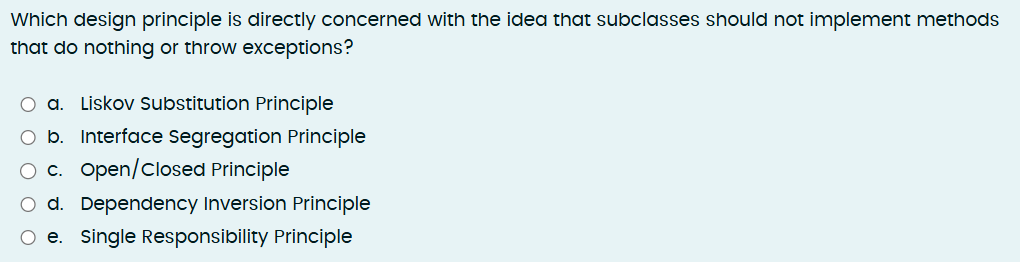 Which design principle is directly concerned with the idea that subclasses should not implement methods
that do nothing or throw exceptions?
a. Liskov Substitution Principle
b. Interface Segregation Principle
c. Open/Closed Principle
d. Dependency Inversion Principle
e. Single Responsibility Principle